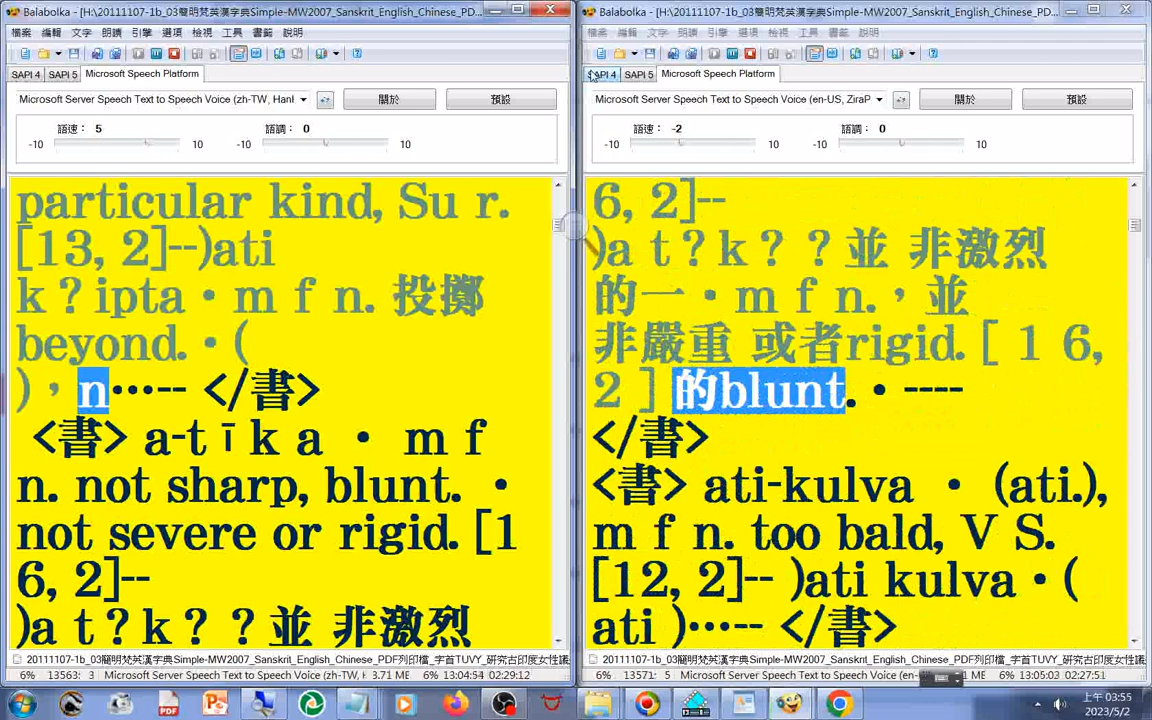 Balabolka - [H:\20111107-1b_03簡明梵英漢字典Simple-MW2007_Sanskrit_English_Chinese_PD...
檔案 編輯 文字 朗讀 引擎 選項 檢視 工具 書籤 說明
SAPI 4 SAPI 5 Microsoft Speech Platform
Microsoft Server Speech Text to Speech Voice (zh-TW, HanI
關於 預設
語速: 5 語調: 0
-10 10 -10 10
particular kind, Su r.
[13, 2]--)ati
k?ipta•m f n. 投擲
beyond.•(
),n…-- </書>
<書> a-t ī k a • m f
n. not sharp, blunt. •
not severe or rigid. [1
6, 2]--
)a t?k? ?並 非激烈
20111107-1b_03簡明梵英漢字典Simple-MW2007_Sanskrit_English_Chinese_PDF列印檔_字首TUVY_研究古印度女性議
6% 13563: 3 Microsoft Server Speech Text to Speech Voice (zh-TW, 3.71 ME 6% 13:04:54 02:29:12
Balabolka - [H:\20111107-1b_03簡明梵英漢字典Simple-MW2007_Sanskrit_English_Chinese_PD...
檔案 編輯 文字 朗讀 引擎 選項 檢視 工具 書籤 說明
SAPI 4 SAPI 5 Microsoft Speech Platform
Microsoft Server Speech Text to Speech Voice (en-US, ZiraP
關於 預設
語速: -2 語調: 0
-10 10 -10 10
6, 2]--
)a t?k? ?並 非激烈
的一•m f n.,並
非嚴重 或者rigid.[ 1 6,
2 ] 的blunt.•----
</書>
<書> ati-kulva • (ati.),
m f n. too bald, V S.
[12, 2]-- )ati kulva•(
ati )…-- </書>
20111107-1b_03簡明梵英漢字典Simple-MW2007_Sanskrit_English_Chinese_PDF列印檔_字首TUVY_研究古印度女性議
6% 13571: 5 Microsoft Server Speech Text to Speech Voice (en-us ME 6% 13:05:03 02:27:51
上午 03:55
2023/5/2